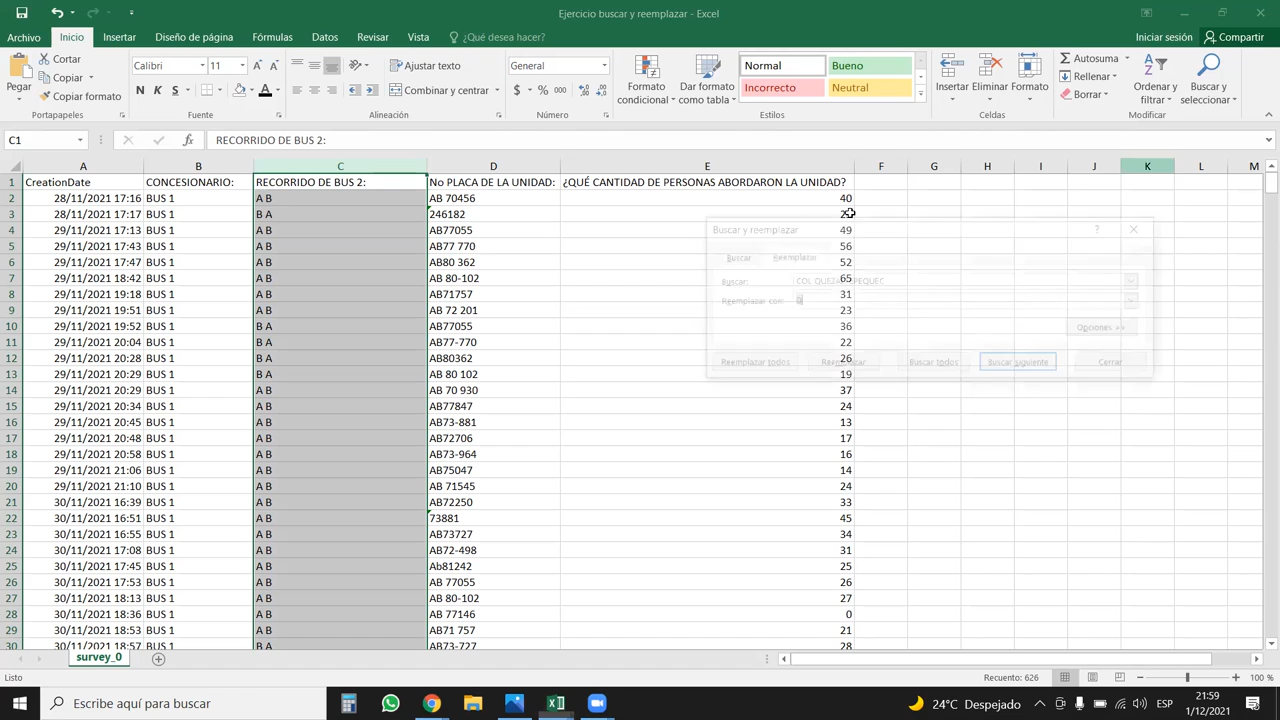 Ejercicio buscar y reemplazar - Excel
Archivo Inicio Insertar Diseño de página Fórmulas Datos Revisar Vista ¿Qué desea hacer? Iniciar sesión Compartir
Pegar Cortar Copiar Copiar formato Portapapeles
Calibri 11 N K S Fuente
Ajustar texto Combinar y centrar Alineación
General $ % 000 Número
Formato condicional Dar formato como tabla Normal Bueno Incorrecto Neutral Estilos
Insertar Eliminar Formato Celdas
Autosuma Rellenar Borrar Ordenar y filtrar Buscar y seleccionar Modificar
C1 fx RECORRIDO DE BUS 2:
A B C D E F G H I J K L M
1 CreationDate CONCESIONARIO: RECORRIDO DE BUS 2: No PLACA DE LA UNIDAD: ¿QUÉ CANTIDAD DE PERSONAS ABORDARON LA UNIDAD?
2 28/11/2021 17:16 BUS 1 A B AB 70456 40
3 28/11/2021 17:17 BUS 1 B A 246182
4 29/11/2021 17:13 BUS 1 A B AB77055 49
5 29/11/2021 17:43 BUS 1 A B AB77 770 56
6 29/11/2021 17:47 BUS 1 A B AB80 362 52
7 29/11/2021 18:42 BUS 1 A B AB 80-102 65
8 29/11/2021 19:18 BUS 1 A B AB71757 31
9 29/11/2021 19:51 BUS 1 A B AB 72 201 23
10 29/11/2021 19:52 BUS 1 B A AB77055 36
11 29/11/2021 20:04 BUS 1 B A AB77-770 22
12 29/11/2021 20:28 BUS 1 B A AB80362 26
13 29/11/2021 20:29 BUS 1 B A AB 80 102 19
14 29/11/2021 20:29 BUS 1 A B AB 70 930 37
15 29/11/2021 20:34 BUS 1 A B AB77847 24
16 29/11/2021 20:45 BUS 1 A B AB73-881 13
17 29/11/2021 20:48 BUS 1 A B AB72706 17
18 29/11/2021 20:58 BUS 1 A B AB73-964 16
19 29/11/2021 21:06 BUS 1 A B AB75047 14
20 29/11/2021 21:10 BUS 1 A B AB 71545 24
21 30/11/2021 16:39 BUS 1 A B AB72250 33
22 30/11/2021 16:51 BUS 1 A B 73881 45
23 30/11/2021 16:55 BUS 1 A B AB73727 34
24 30/11/2021 17:08 BUS 1 A B AB72-498 31
25 30/11/2021 17:45 BUS 1 A B Ab81242 25
26 30/11/2021 17:53 BUS 1 A B AB 77055 26
27 30/11/2021 18:13 BUS 1 A B AB 80-102 27
28 30/11/2021 18:36 BUS 1 A B AB 77146 0
29 30/11/2021 18:53 BUS 1 A B AB71 757 21
30 30/11/2021 18:57 BUS 1 B A AB73-727 28
Buscar y reemplazar ?
Buscar Reemplazar
Buscar:
Reemplazar con:
Opciones >>
Reemplazar todos Reemplazar Buscar todos Buscar siguiente Cerrar
survey_0
Listo Recuento: 626 100 %
Escribe aquí para buscar 24°C Despejado ESP 21:59
1/12/2021